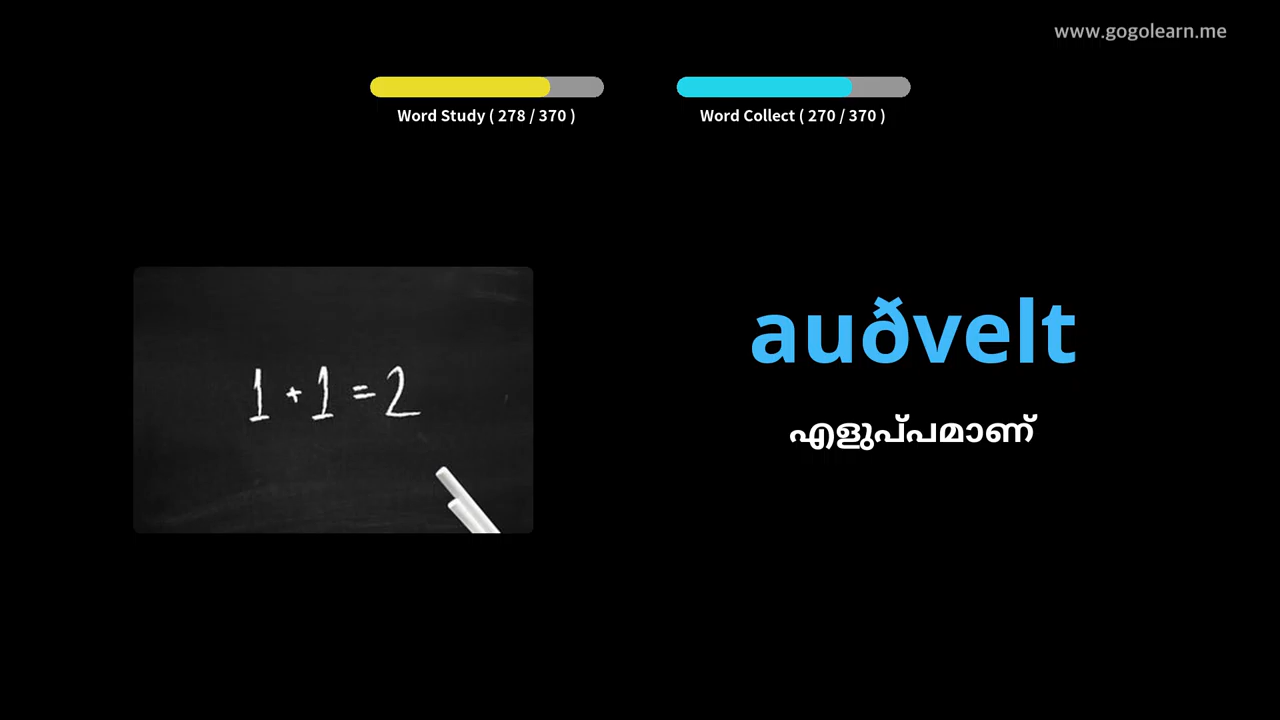 www.gogolearn.me
Word Study ( 278 / 370 )
Word Collect ( 270 / 370 )
auðvelt
എളുപ്പമാണ്
1 + 1 = 2